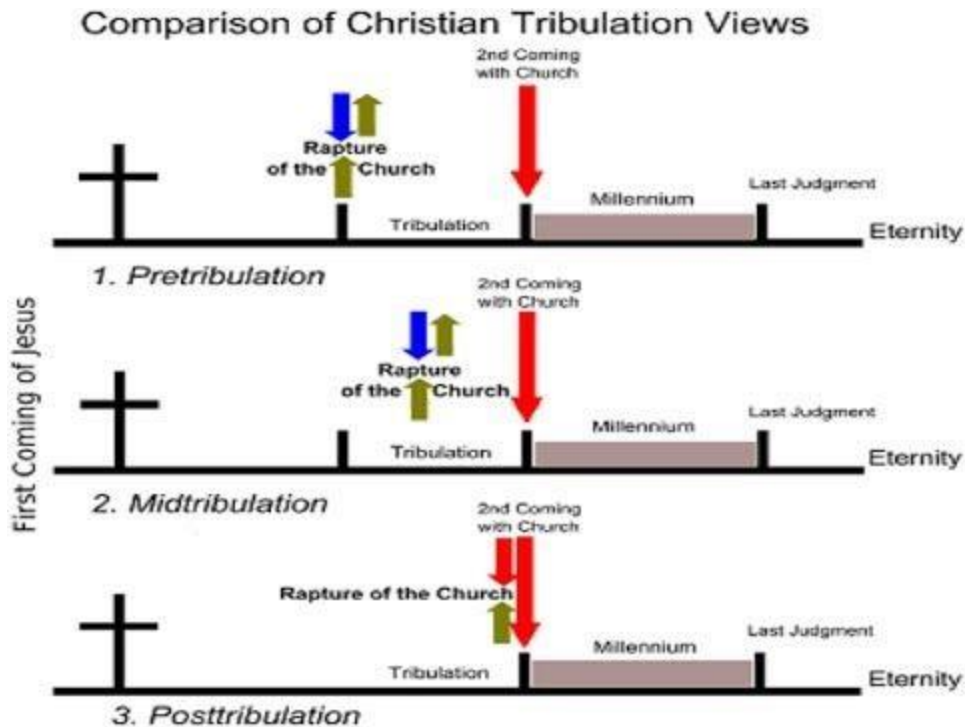 Comparison of Christian Tribulation Views
2nd Coming
with Church
Rapture
of the Church
Tribulation
Millennium
Last Judgment
Eternity
1. Pretribulation
First Coming of Jesus
2nd Coming
with Church
Rapture
of the Church
Tribulation
Millennium
Last Judgment
Eternity
2. Midtribulation
2nd Coming
with Church
Rapture of the Church
Tribulation
Millennium
Last Judgment
Eternity
3. Posttribulation